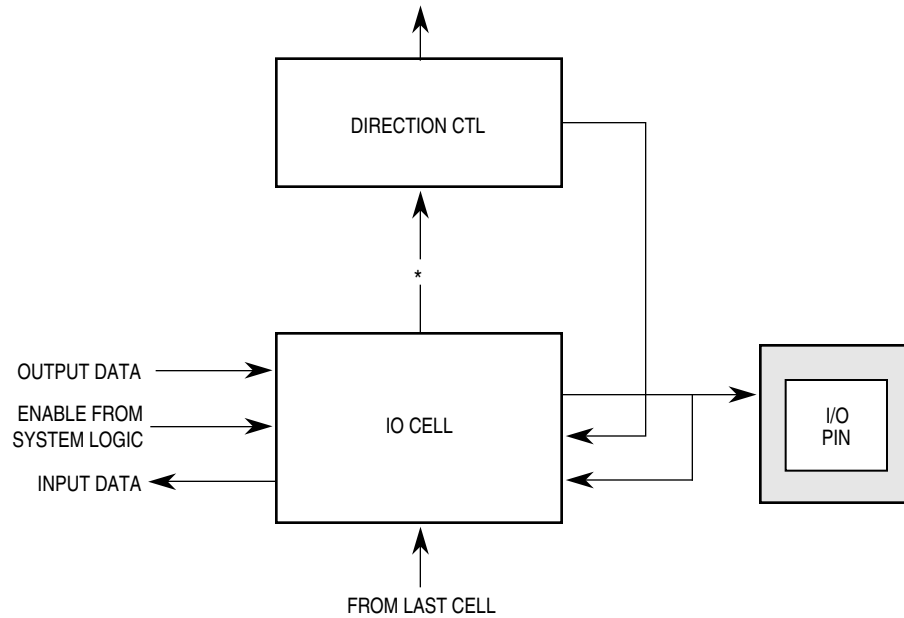 DIRECTION CTL
*
OUTPUT DATA
ENABLE FROM
SYSTEM LOGIC
INPUT DATA
IO CELL
I/O
PIN
FROM LAST CELL